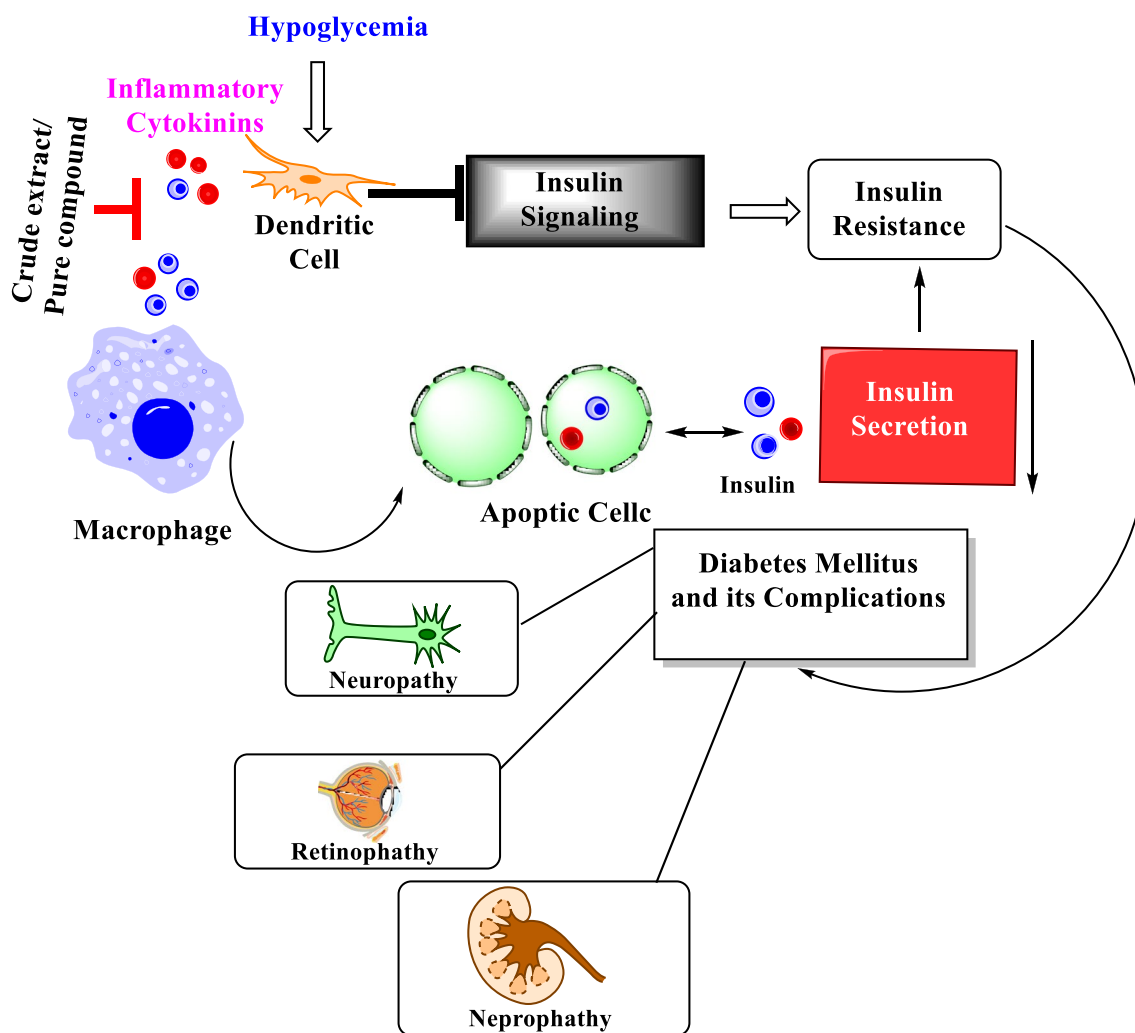 Hypoglycemia
Inflammatory
Cytokinins
Crude extract/
Pure compound
Dendritic
Cell
Insulin
Signaling
Insulin
Resistance
Insulin
Secretion
Insulin
Apoptic Cellc
Macrophage
Diabetes Mellitus
and its Complications
Neuropathy
Retinophathy
Neprophathy